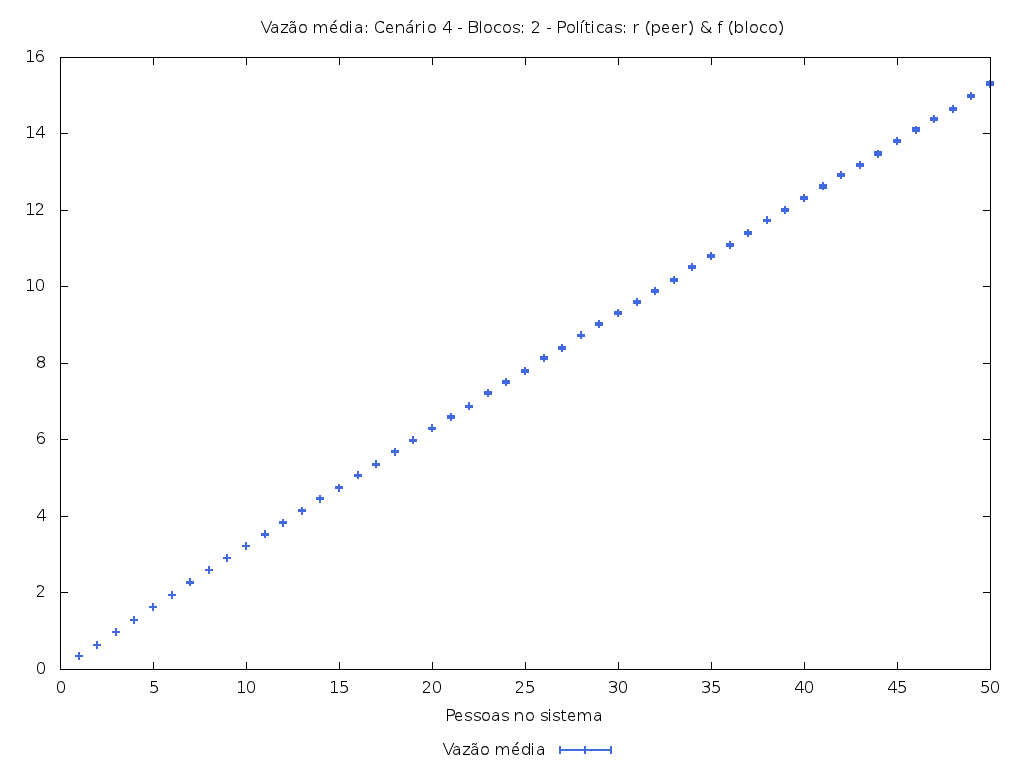 Vazão média: Cenário 4 - Blocos: 2 - Políticas: r (peer) & f (bloco)
16
14
12
10
8
6
4
2
0
0 5 10 15 20 25 30 35 40 45 50
Pessoas no sistema
Vazão média